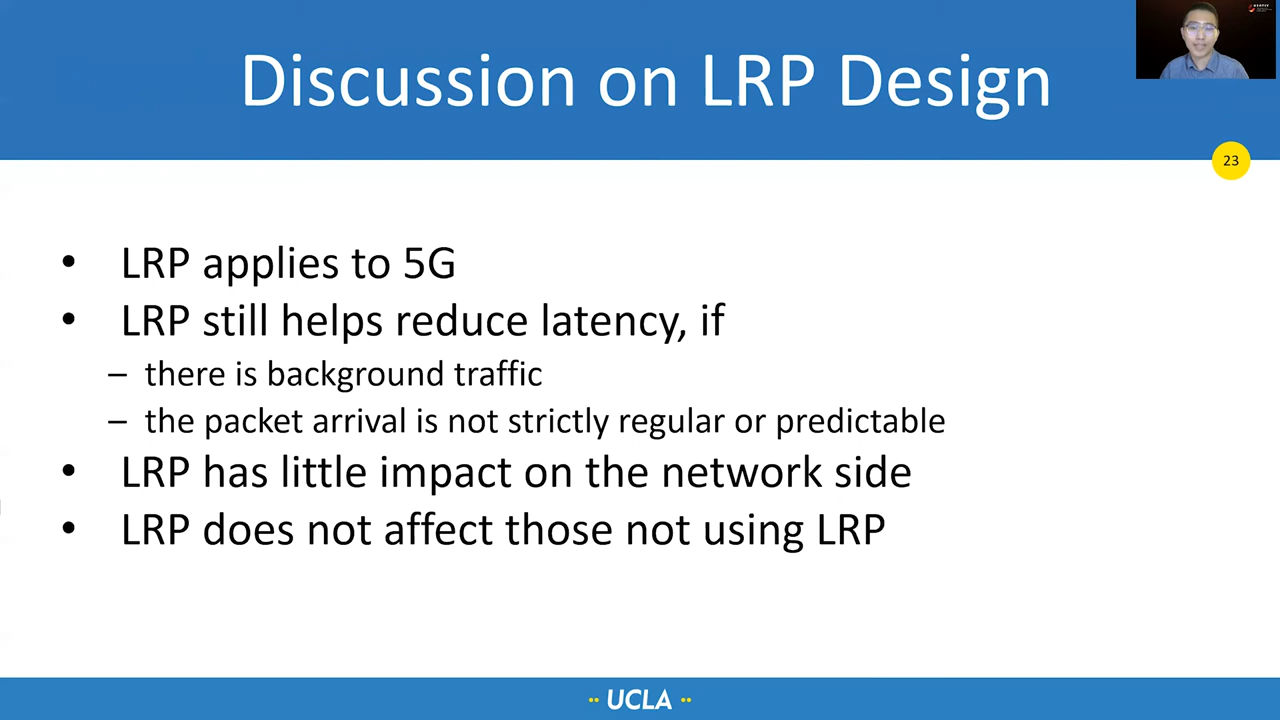 Discussion on LRP Design
23
• LRP applies to 5G
• LRP still helps reduce latency, if
– there is background traffic
– the packet arrival is not strictly regular or predictable
• LRP has little impact on the network side
• LRP does not affect those not using LRP
UCLA